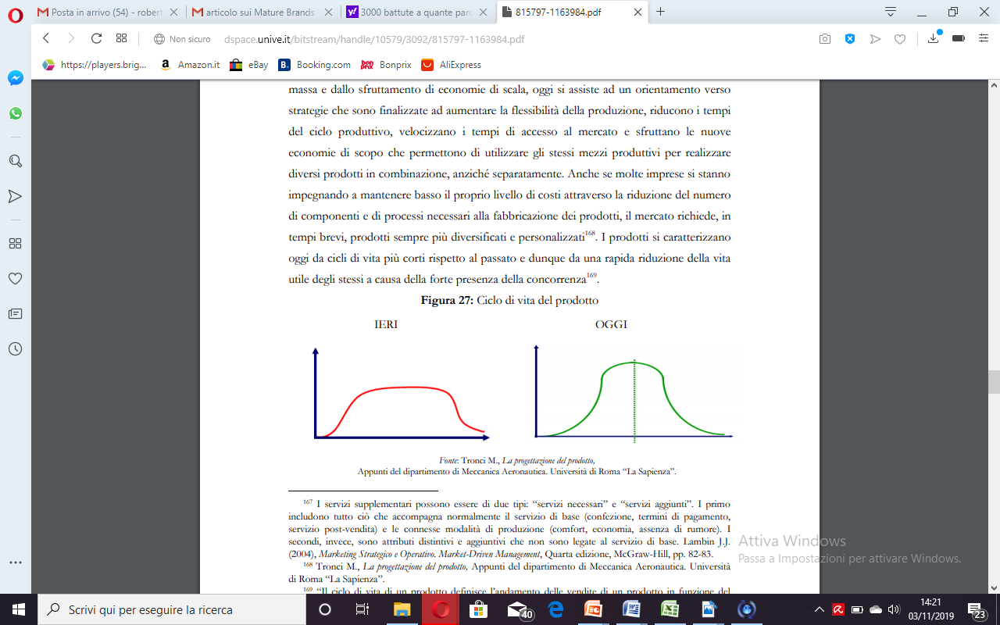 Posta in arrivo (54) - robert
articolo sui Mature Brands
3000 battute a quante paro
815797-1163984.pdf
Non sicuro
dspace.unive.it/bitstream/handle/10579/3092/815797-1163984.pdf
https://players.brig...
Amazon.it
eBay
Booking.com
Bonprix
AliExpress
massa e dallo sfruttamento di economie di scala, oggi si assiste ad un orientamento verso
strategie che sono finalizzate ad aumentare la flessibilità della produzione, riducono i tempi
del ciclo produttivo, velocizzano i tempi di accesso al mercato e sfruttano le nuove
economie di scopo che permettono di utilizzare gli stessi mezzi produttivi per realizzare
diversi prodotti in combinazione, anziché separatamente. Anche se molte imprese si stanno
impegnando a mantenere basso il proprio livello di costi attraverso la riduzione del numero
di componenti e di processi necessari alla fabbricazione dei prodotti, il mercato richiede, in
tempi brevi, prodotti sempre più diversificati e personalizzati168. I prodotti si caratterizzano
oggi da cicli di vita più corti rispetto al passato e dunque da una rapida riduzione della vita
utile degli stessi a causa della forte presenza della concorrenza169.
Figura 27: Ciclo di vita del prodotto
IERI
OGGI
Fonte: Tronci M., La progettazione del prodotto,
Appunti del dipartimento di Meccanica Aeronautica. Università di Roma “La Sapienza”.
167 I servizi supplementari possono essere di due tipi: “servizi necessari” e “servizi aggiunti”. I primo
includono tutto ciò che accompagna normalmente il servizio di base (confezione, termini di pagamento,
servizio post-vendita) e le connesse modalità di produzione (comfort, economia, assenza di rumore). I
secondi, invece, sono attributi distintivi e aggiuntivi che non sono legate al servizio di base. Lambin J.J.
(2004), Marketing Strategico e Operativo. Market-Driven Management, Quarta edizione, McGraw-Hill, pp. 82-83.
168 Tronci M., La progettazione del prodotto, Appunti del dipartimento di Meccanica Aeronautica. Università
di Roma “La Sapienza”.
169 “Il ciclo di vita di un prodotto definisce l’andamento delle vendite di un prodotto in funzione del
Attiva Windows
Passa a Impostazioni per attivare Windows.
Scrivi qui per eseguire la ricerca
40
14:21
03/11/2019
23